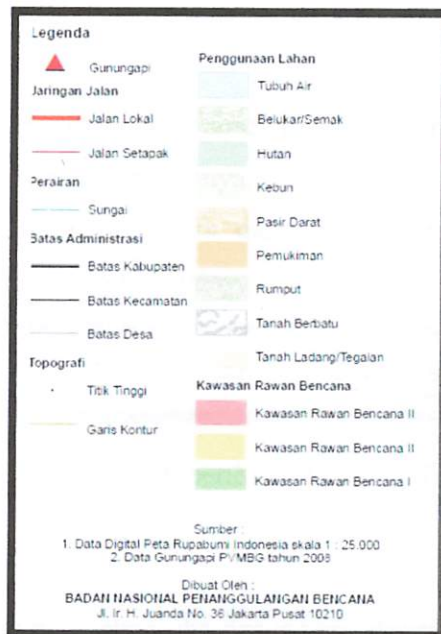 Legenda
Gunungapi
Jaringan Jalan
Jalan Lokal
Jalan Setapak
Perairan
Sungai
Batas Administrasi
Batas Kabupaten
Batas Kecamatan
Batas Desa
Topografi
Titik Tinggi
Garis Kontur
Penggunaan Lahan
Tubuh Air
Belukar/Semak
Hutan
Kebun
Pasir Darat
Pemukiman
Rumput
Tanah Berbatu
Tanah Ladang/Tegalan
Kawasan Rawan Bencana
Kawasan Rawan Bencana II
Kawasan Rawan Bencana II
Kawasan Rawan Bencana I
Sumber :
1. Data Digital Peta Rupabumi Indonesia skala 1 : 25.000
2. Data Gunungapi PVMBG tahun 2008
Dibuat Oleh :
BADAN NASIONAL PENANGGULANGAN BENCANA
Jl. Ir. H. Juanda No. 36 Jakarta Pusat 10210